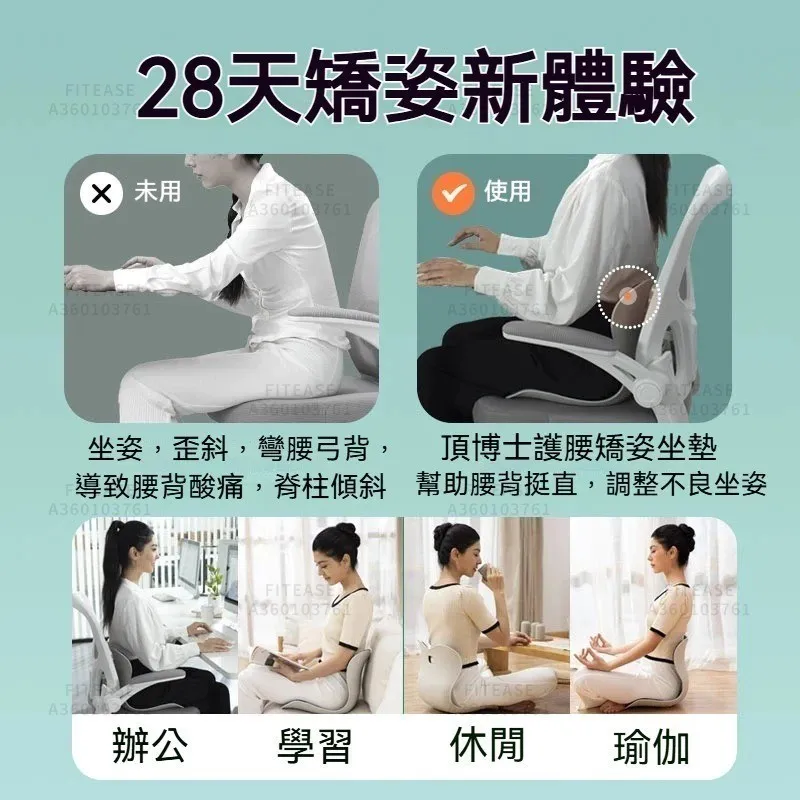 28天矯姿新體驗
FITEASE
A360103761
未用
使用
坐姿，歪斜，彎腰弓背，
導致腰背酸痛，脊柱傾斜
頂博士護腰矯姿坐墊
幫助腰背挺直，調整不良坐姿
辦公
學習
休閒
瑜伽